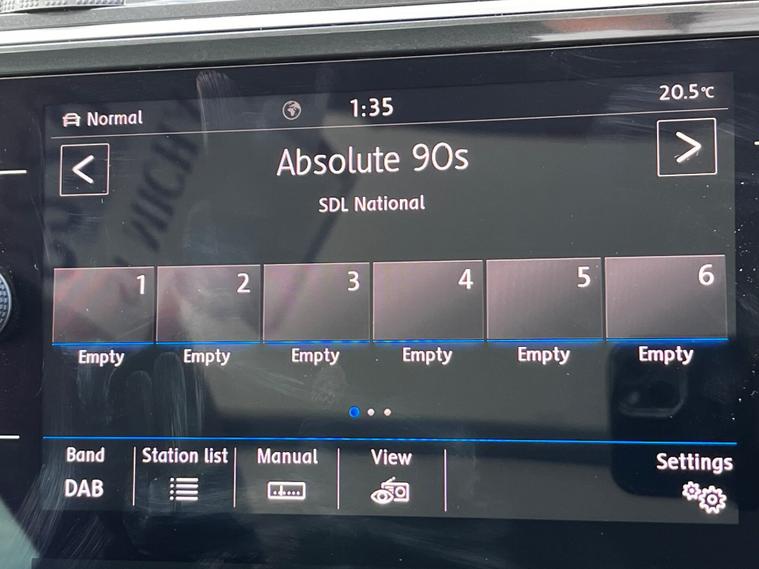 Normal 1:35 20.5°C
< Absolute 90s >
SDL National
1 2 3 4 5 6
Empty Empty Empty Empty Empty Empty
Band Station list Manual View Settings
DAB